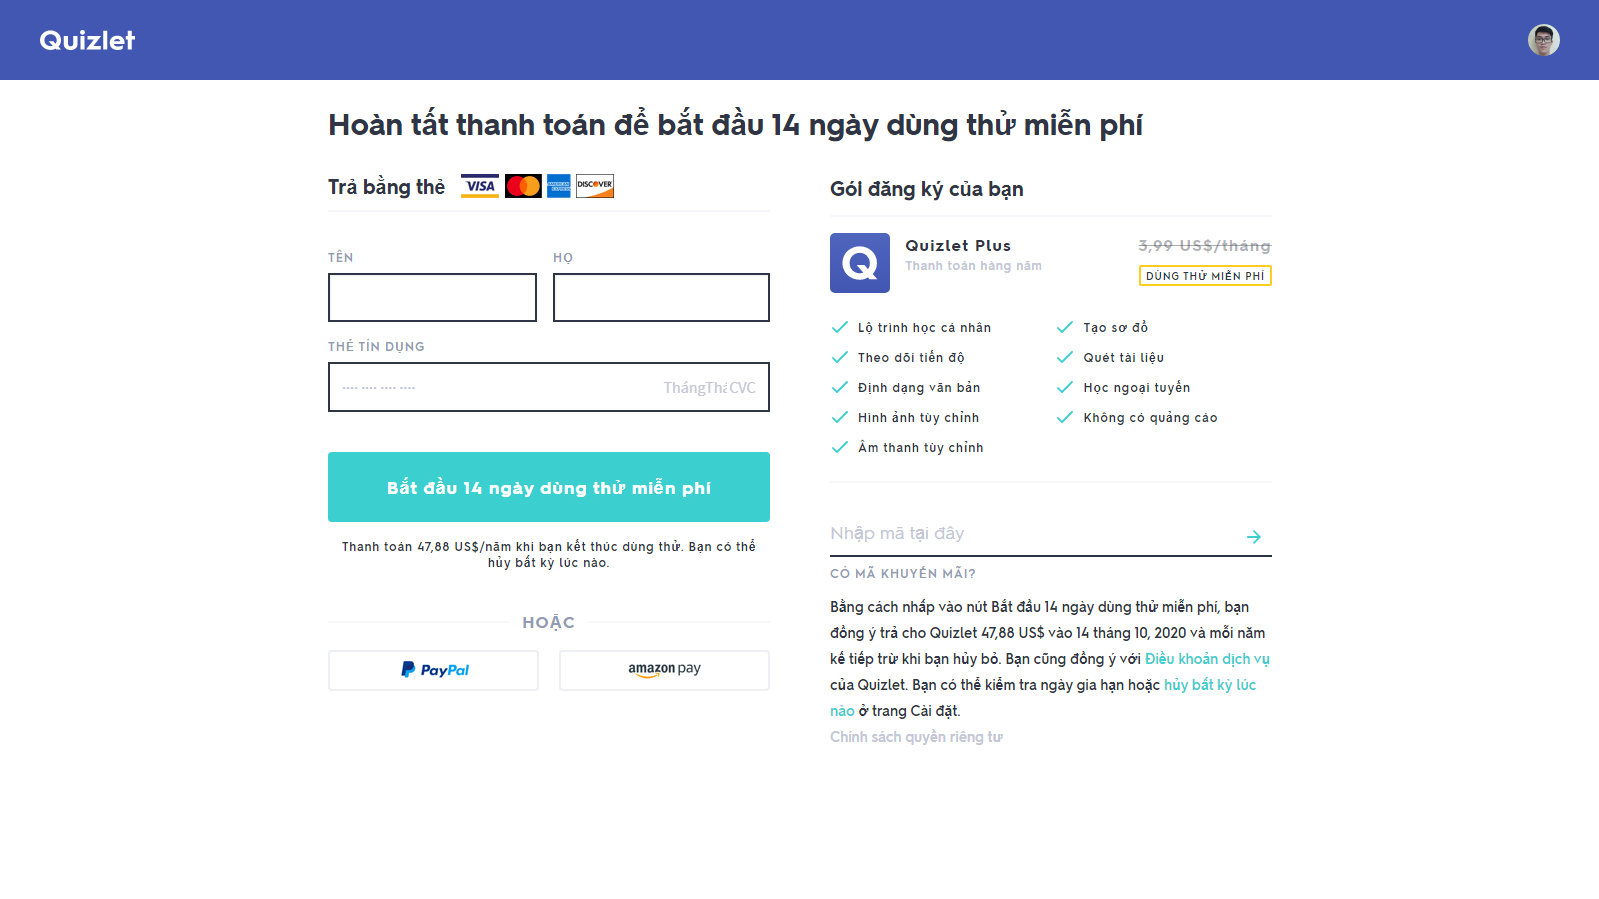 Quizlet
Hoàn tất thanh toán để bắt đầu 14 ngày dùng thử miễn phí
Trả bằng thẻ VISA AMERICAN EXPRESS DISCOVER
TÊN HỌ
THẺ TÍN DỤNG
···· ···· ···· ···· ThángThá CVC
Bắt đầu 14 ngày dùng thử miễn phí
Thanh toán 47,88 US$/năm khi bạn kết thúc dùng thử. Bạn có thể
hủy bất kỳ lúc nào.
HOẶC
PayPal amazon pay
Gói đăng ký của bạn
Quizlet Plus 3,99 US$/tháng
Thanh toán hàng năm
DÙNG THỬ MIỄN PHÍ
Lộ trình học cá nhân Tạo sơ đồ
Theo dõi tiến độ Quét tài liệu
Định dạng văn bản Học ngoại tuyến
Hình ảnh tùy chỉnh Không có quảng cáo
Âm thanh tùy chỉnh
Nhập mã tại đây
CÓ MÃ KHUYẾN MÃI?
Bằng cách nhấp vào nút Bắt đầu 14 ngày dùng thử miễn phí, bạn
đồng ý trả cho Quizlet 47,88 US$ vào 14 tháng 10, 2020 và mỗi năm
kế tiếp trừ khi bạn hủy bỏ. Bạn cũng đồng ý với Điều khoản dịch vụ
của Quizlet. Bạn có thể kiểm tra ngày gia hạn hoặc hủy bất kỳ lúc
nào ở trang Cài đặt.
Chính sách quyền riêng tư